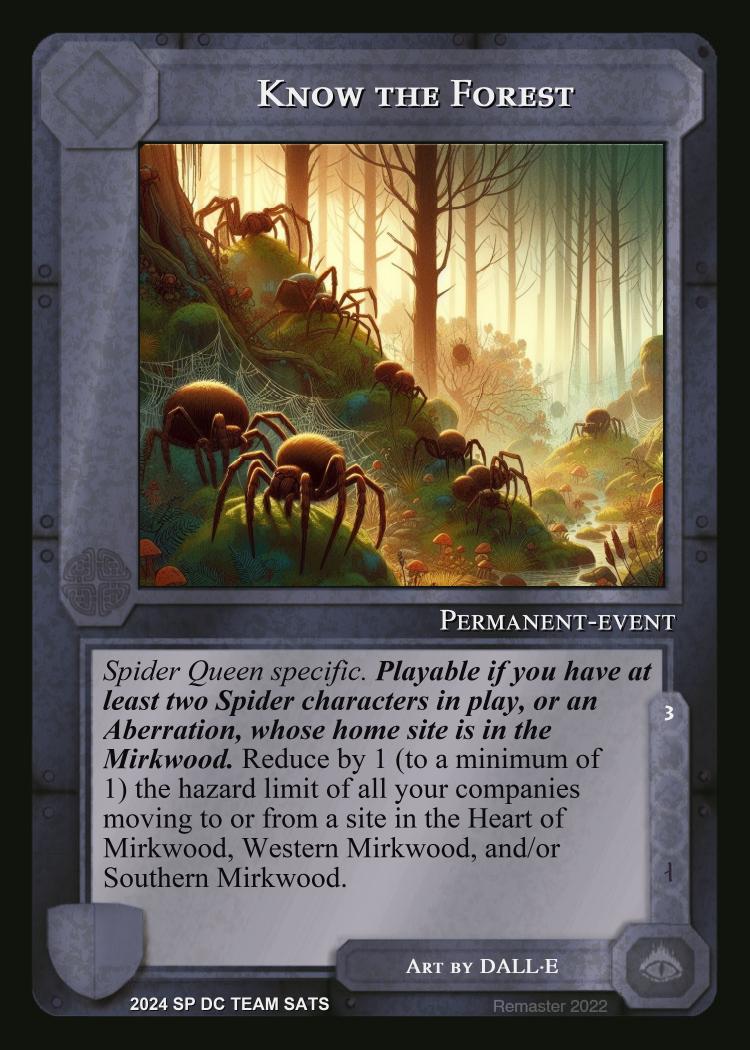 Know the Forest
Permanent-event
Spider Queen specific. Playable if you have at
least two Spider characters in play, or an
Aberration, whose home site is in the
Mirkwood. Reduce by 1 (to a minimum of
1) the hazard limit of all your companies
moving to or from a site in the Heart of
Mirkwood, Western Mirkwood, and/or
Southern Mirkwood.
3
Art by DALL·E
2024 SP DC TEAM SATS
Remaster 2022